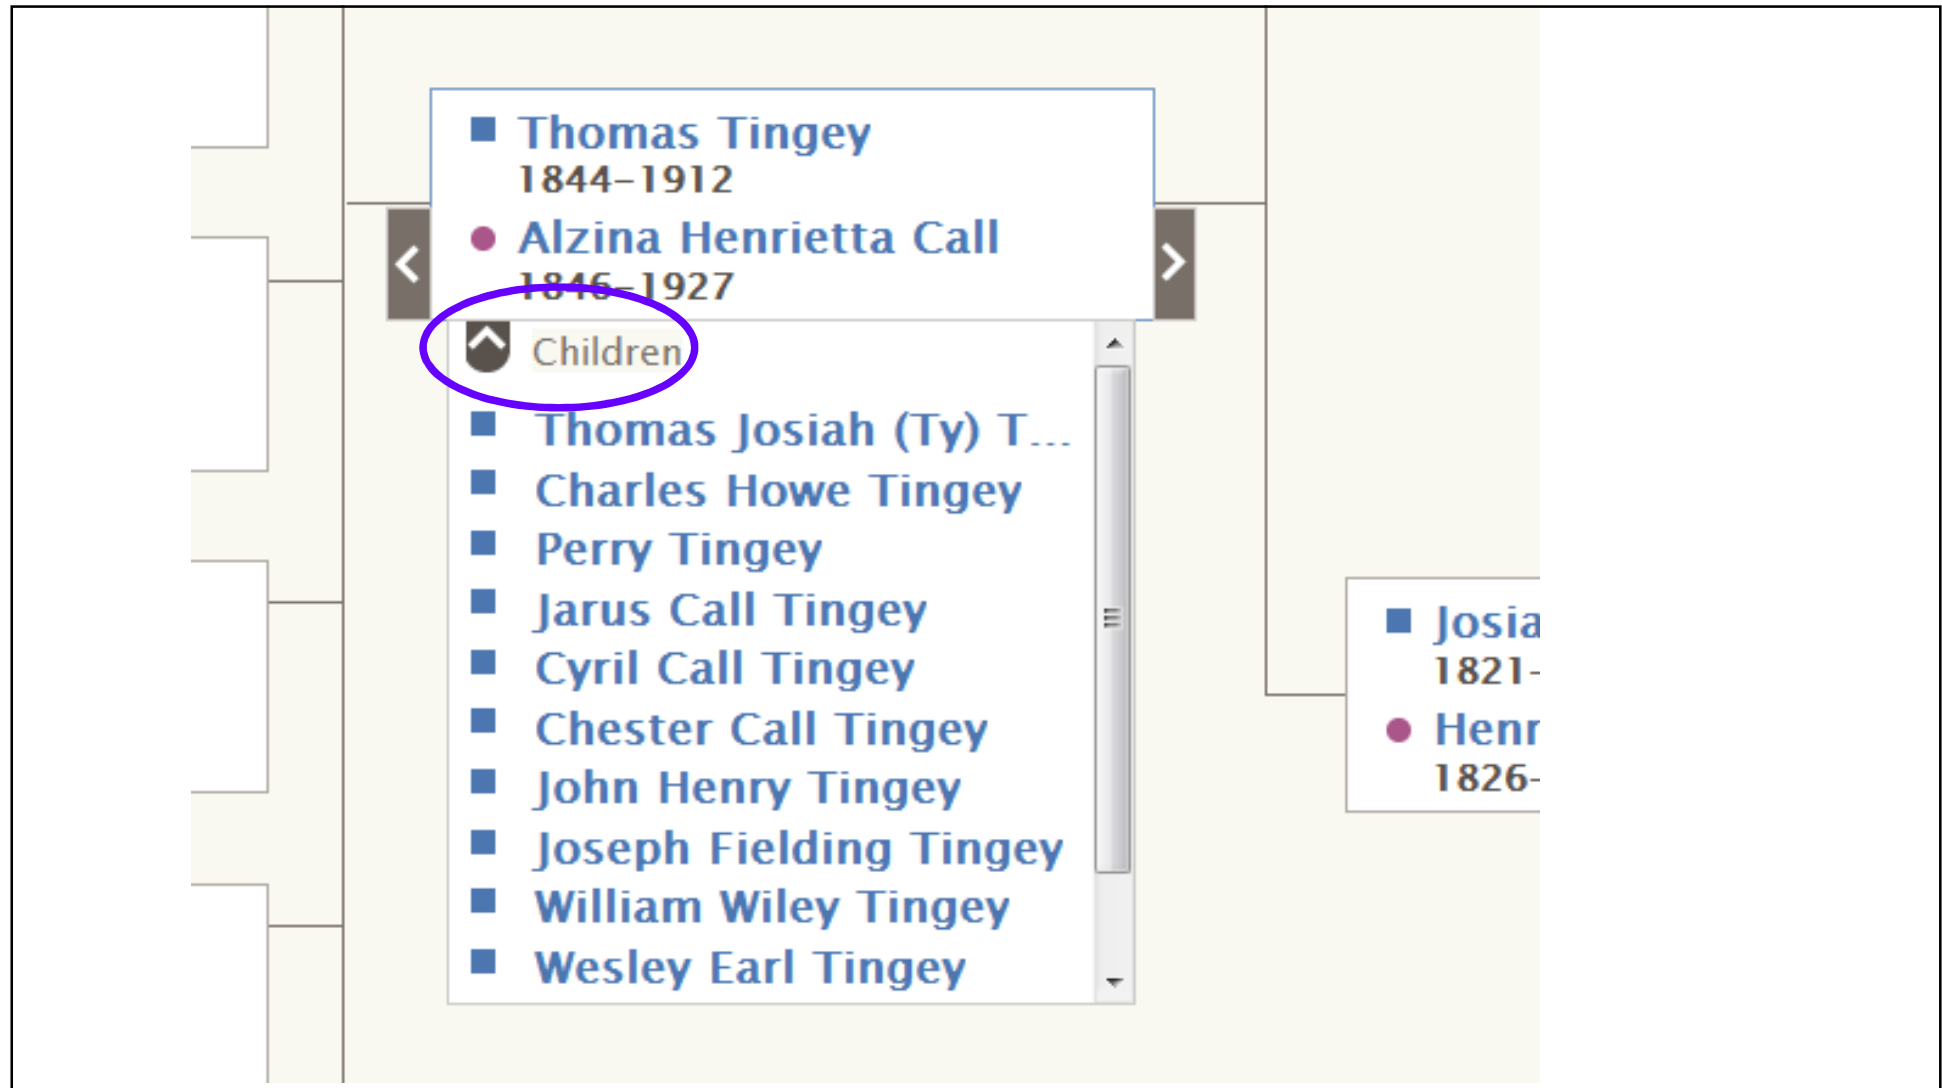 Thomas Tingey
1844–1912
Alzina Henrietta Call
1846–1927
Children
Thomas Josiah (Ty) T...
Charles Howe Tingey
Perry Tingey
Jarus Call Tingey
Cyril Call Tingey
Chester Call Tingey
John Henry Tingey
Joseph Fielding Tingey
William Wiley Tingey
Wesley Earl Tingey
Josia
1821-
Henr
1826-